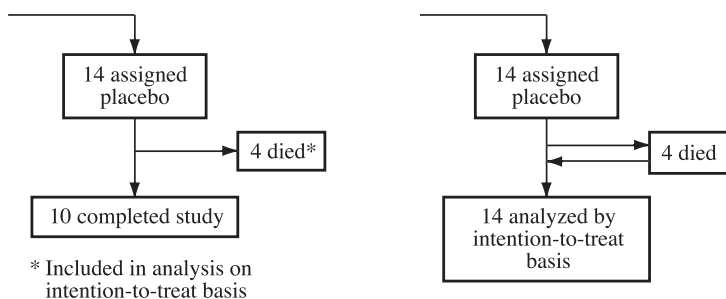 14 assigned
placebo
4 died*
10 completed study
* Included in analysis on
intention-to-treat basis
14 assigned
placebo
4 died
14 analyzed by
intention-to-treat
basis